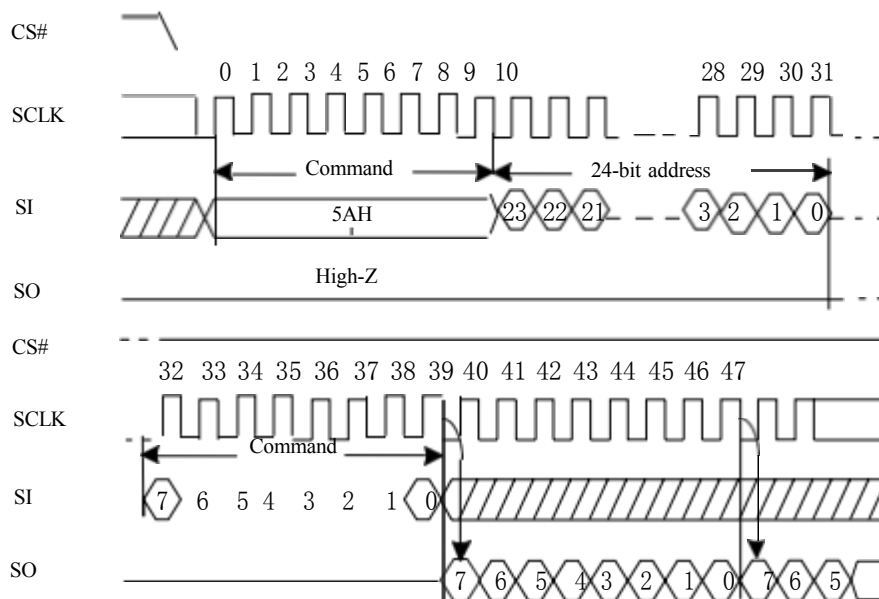 CS#
0 1 2 3 4 5 6 7 8 9 10 28 29 30 31
SCLK
Command 24-bit address
SI 5AH 23 22 21 3 2 1 0
High-Z
SO
CS#
32 33 34 35 36 37 38 39 40 41 42 43 44 45 46 47
SCLK
Command
SI 7 6 5 4 3 2 1 0
SO 7 6 5 4 3 2 1 0 7 6 5